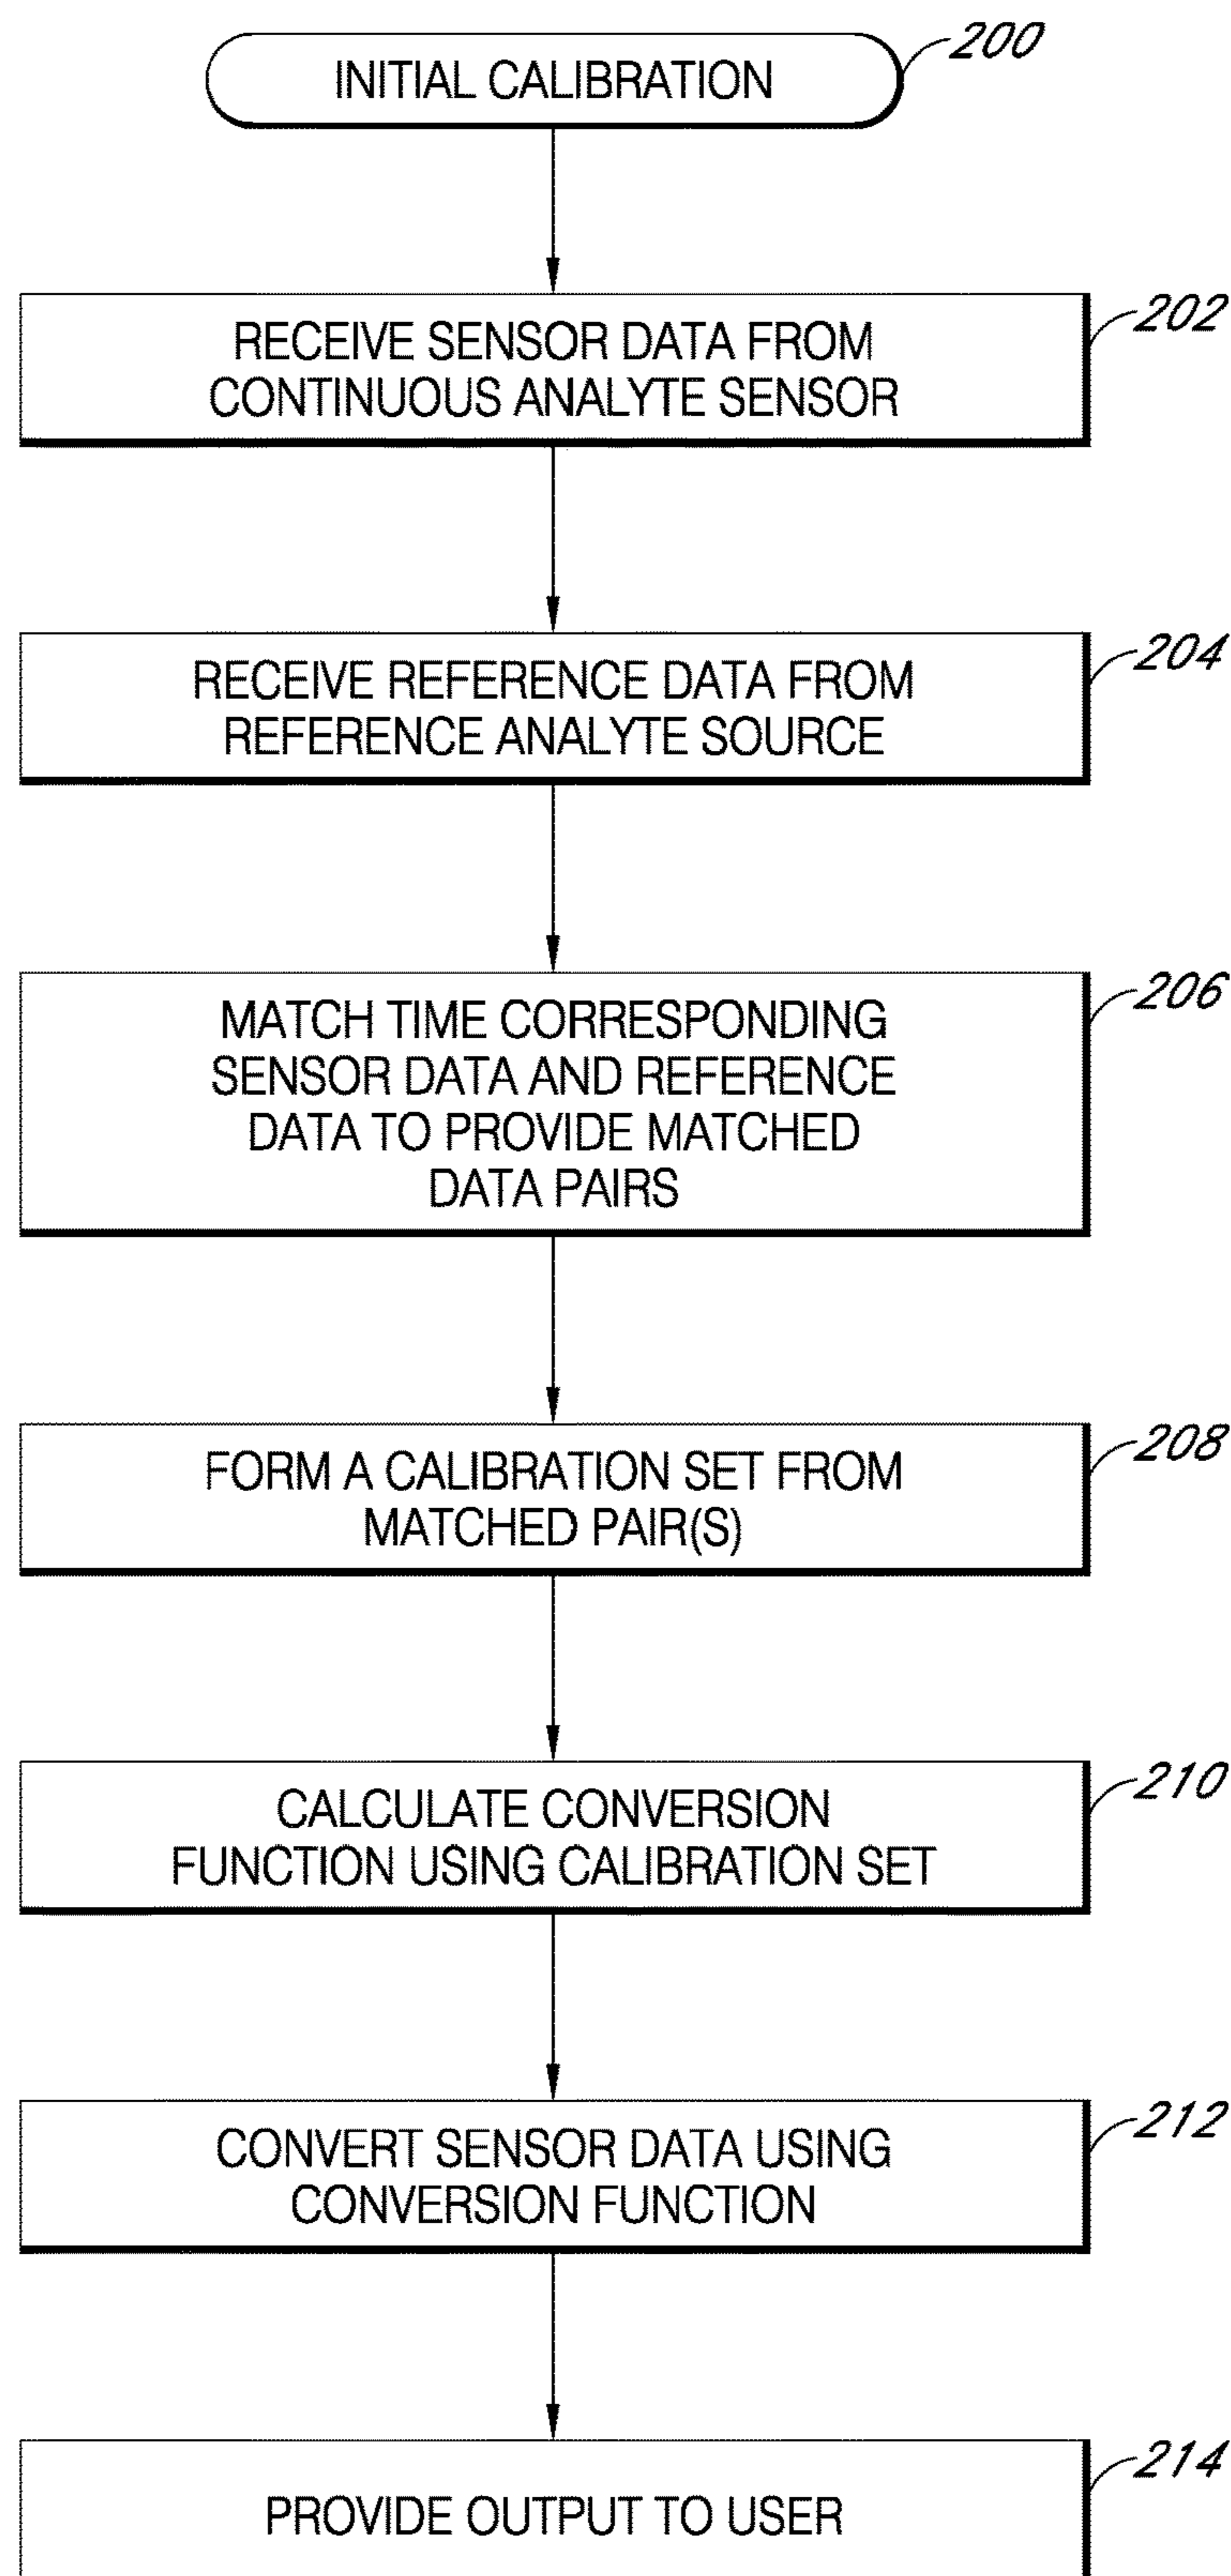 INITIAL CALIBRATION
200
RECEIVE SENSOR DATA FROM
CONTINUOUS ANALYTE SENSOR
202
RECEIVE REFERENCE DATA FROM
REFERENCE ANALYTE SOURCE
204
MATCH TIME CORRESPONDING
SENSOR DATA AND REFERENCE
DATA TO PROVIDE MATCHED
DATA PAIRS
206
FORM A CALIBRATION SET FROM
MATCHED PAIR(S)
208
CALCULATE CONVERSION
FUNCTION USING CALIBRATION SET
210
CONVERT SENSOR DATA USING
CONVERSION FUNCTION
212
PROVIDE OUTPUT TO USER
214